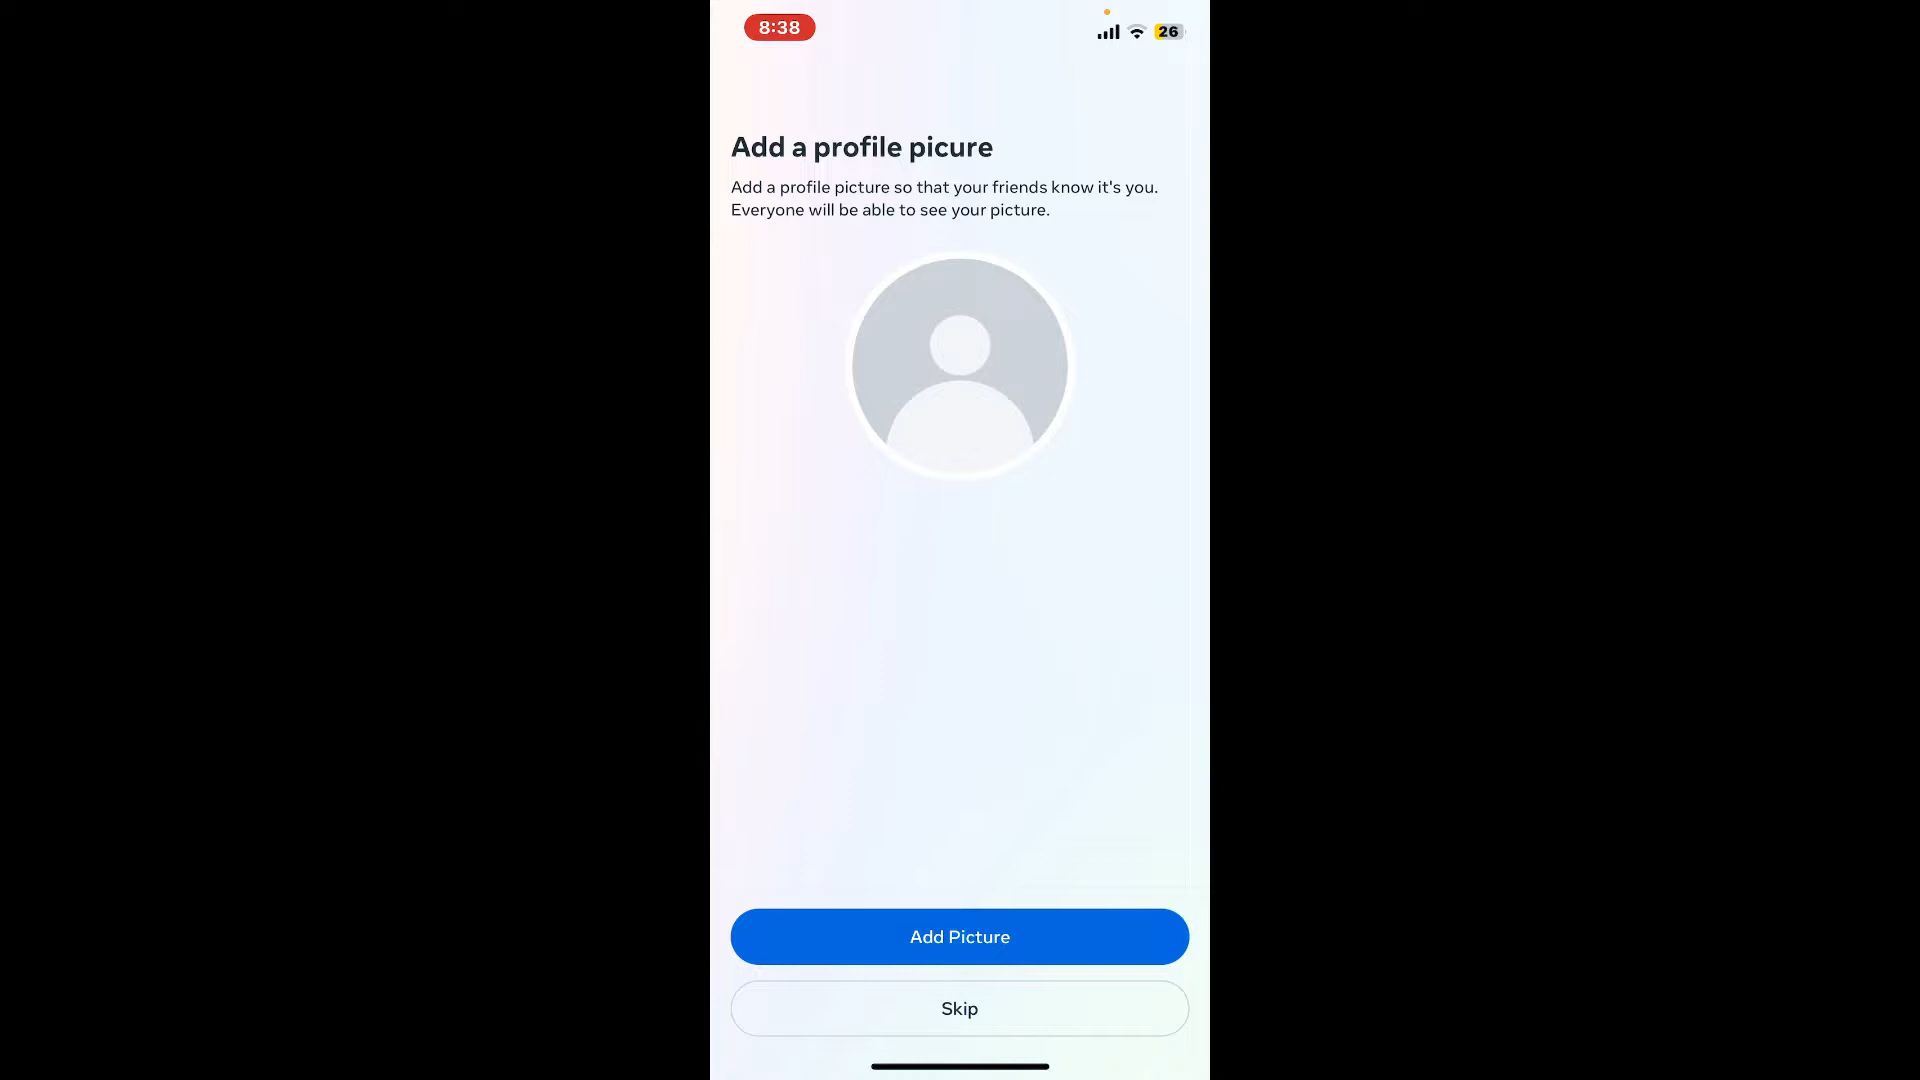 8:38
26
Add a profile picure
Add a profile picture so that your friends know it's you.
Everyone will be able to see your picture.
Add Picture
Skip